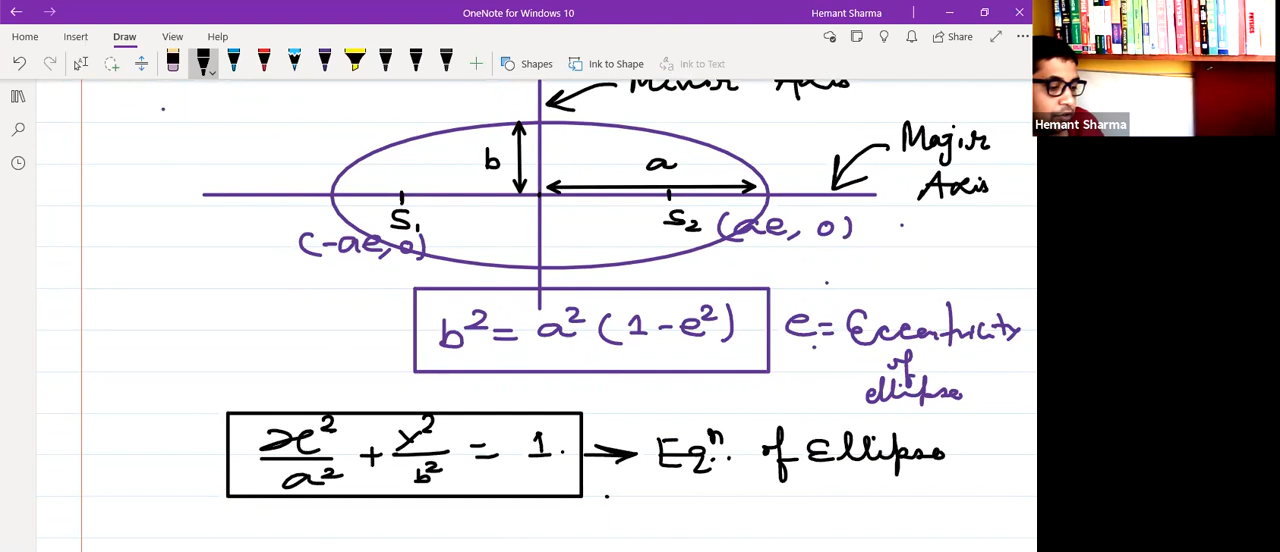 OneNote for Windows 10
Hemant Sharma
Home Insert Draw View Help
Share
Shapes
Ink to Shape
Ink to Text
Hemant Sharma
Minor Axis
Major
Axis
b
a
S₁
S₂
(-ae, 0)
(ae, 0)
b² = a² (1 - e²)
e = Eccentricity
of
ellipse
x²/a² + y²/b² = 1. → Eqⁿ. of Ellipse